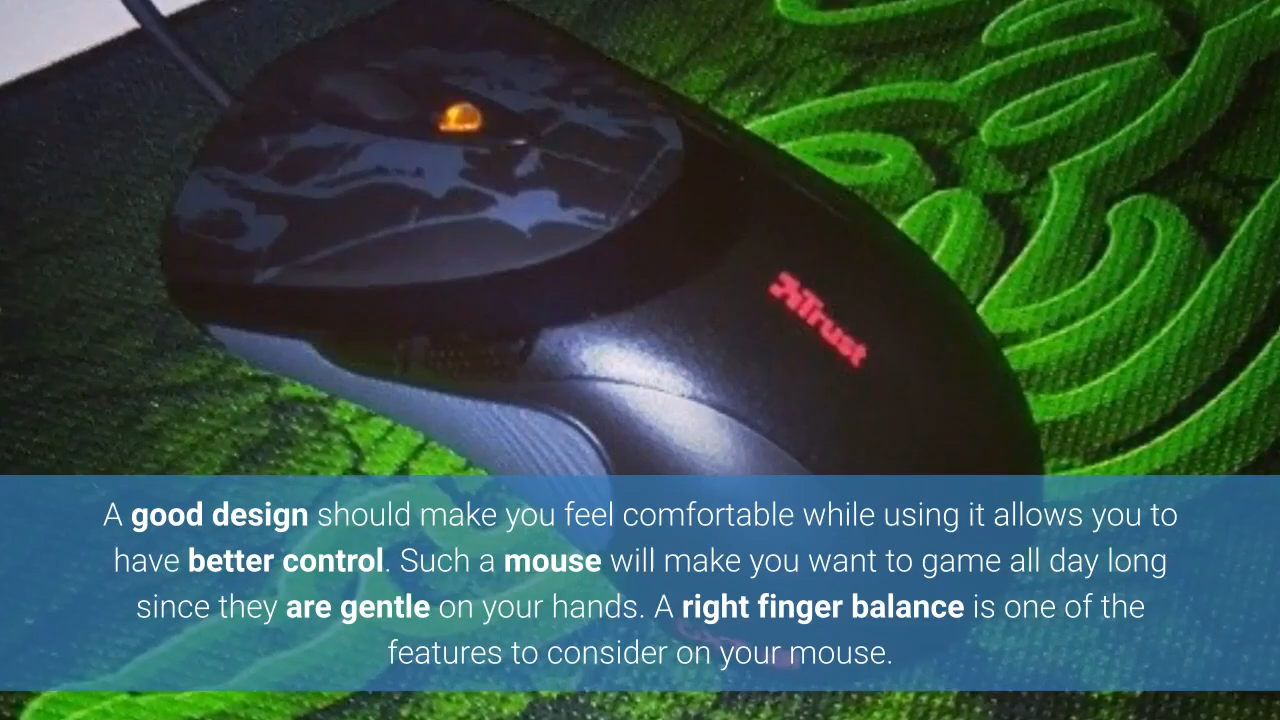 Trust
A good design should make you feel comfortable while using it allows you to
have better control. Such a mouse will make you want to game all day long
since they are gentle on your hands. A right finger balance is one of the
features to consider on your mouse.